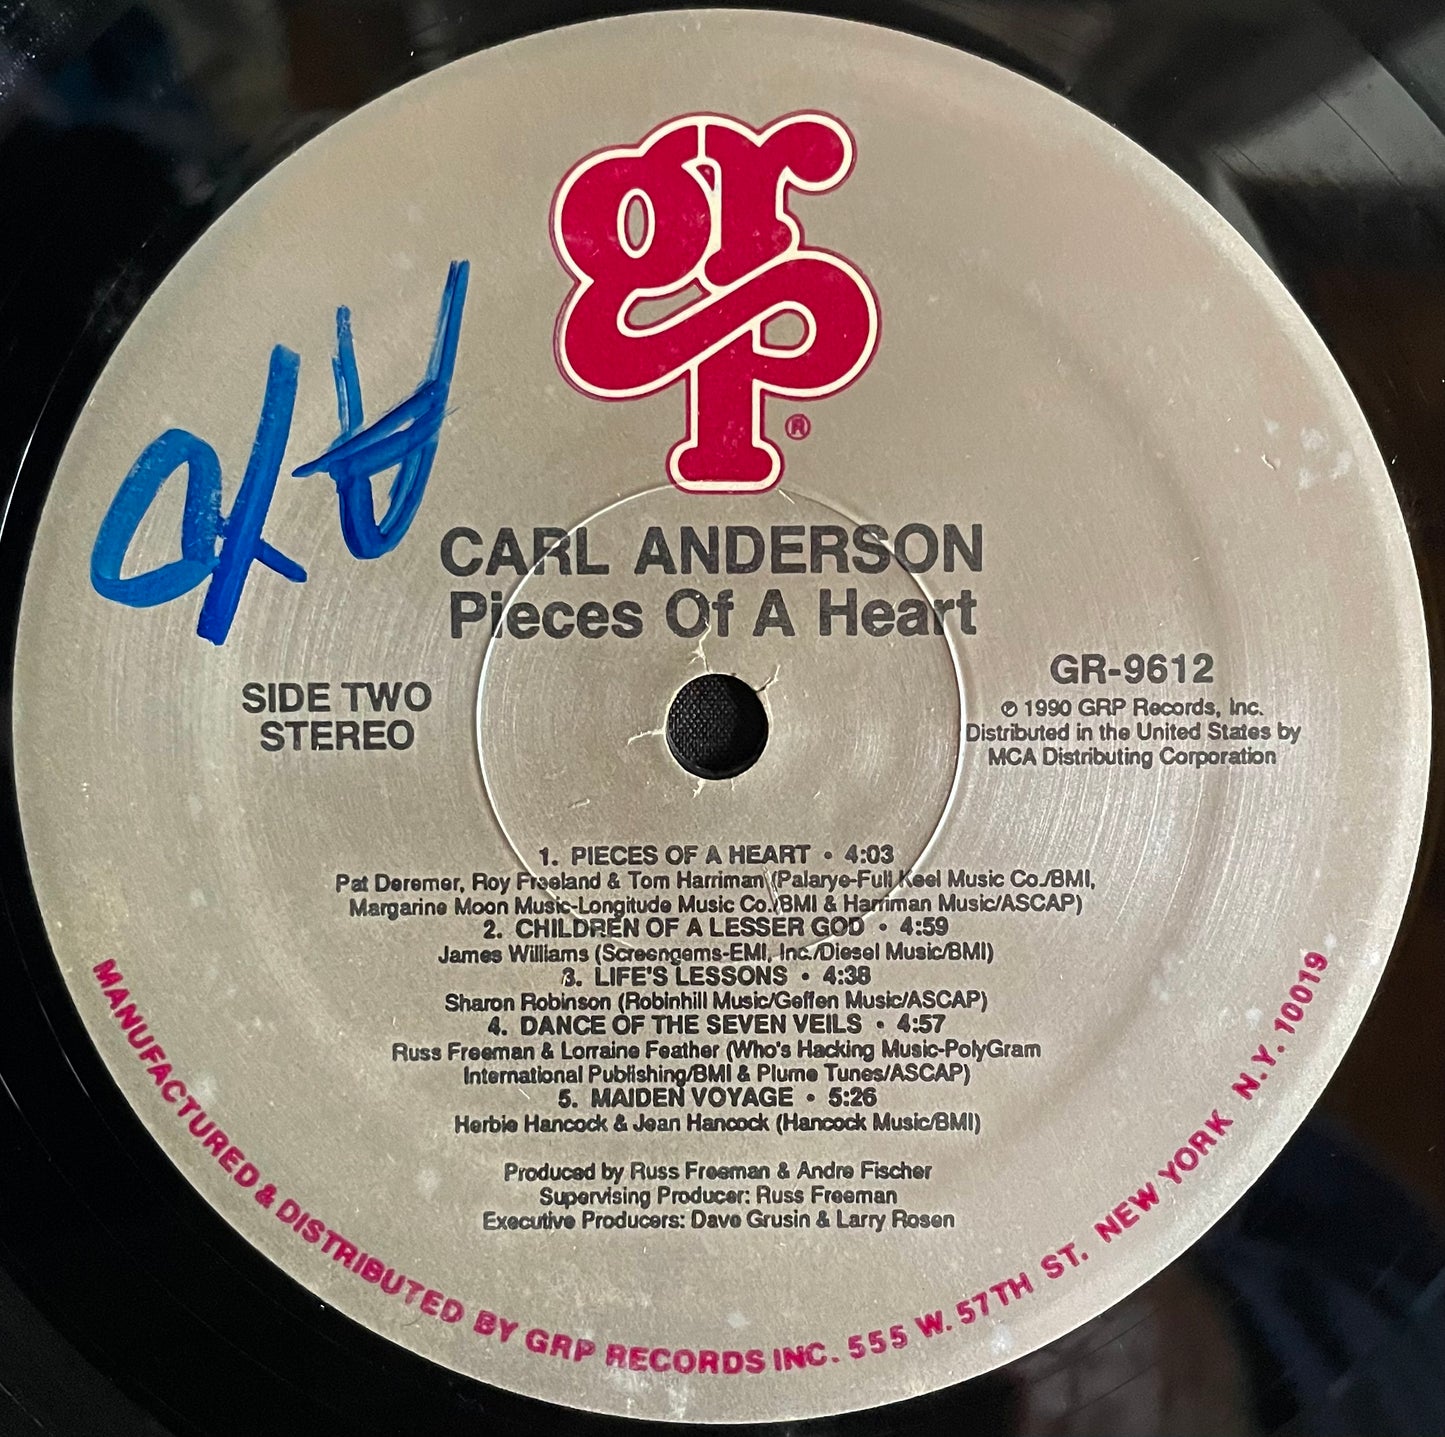 grp®
CARL ANDERSON
Pieces Of A Heart
SIDE TWO
STEREO
GR-9612
℗ 1990 GRP Records, Inc.
Distributed in the United States by
MCA Distributing Corporation
1. PIECES OF A HEART • 4:03
Pat Deremer, Roy Freeland & Tom Harriman (Palarye-Full Keel Music Co./BMI,
Margarine Moon Music-Longitude Music Co./BMI & Harriman Music/ASCAP)
2. CHILDREN OF A LESSER GOD • 4:59
James Williams (Screengems-EMI, Inc./Diesel Music/BMI)
3. LIFE'S LESSONS • 4:38
Sharon Robinson (Robinhill Music/Geffen Music/ASCAP)
4. DANCE OF THE SEVEN VEILS • 4:57
Russ Freeman & Lorraine Feather (Who's Hacking Music-PolyGram
International Publishing/BMI & Plume Tunes/ASCAP)
5. MAIDEN VOYAGE • 5:26
Herbie Hancock & Jean Hancock (Hancock Music/BMI)
Produced by Russ Freeman & Andre Fischer
Supervising Producer: Russ Freeman
Executive Producers: Dave Grusin & Larry Rosen
MANUFACTURED & DISTRIBUTED BY GRP RECORDS INC. 555 W. 57TH ST. NEW YORK N.Y. 10019